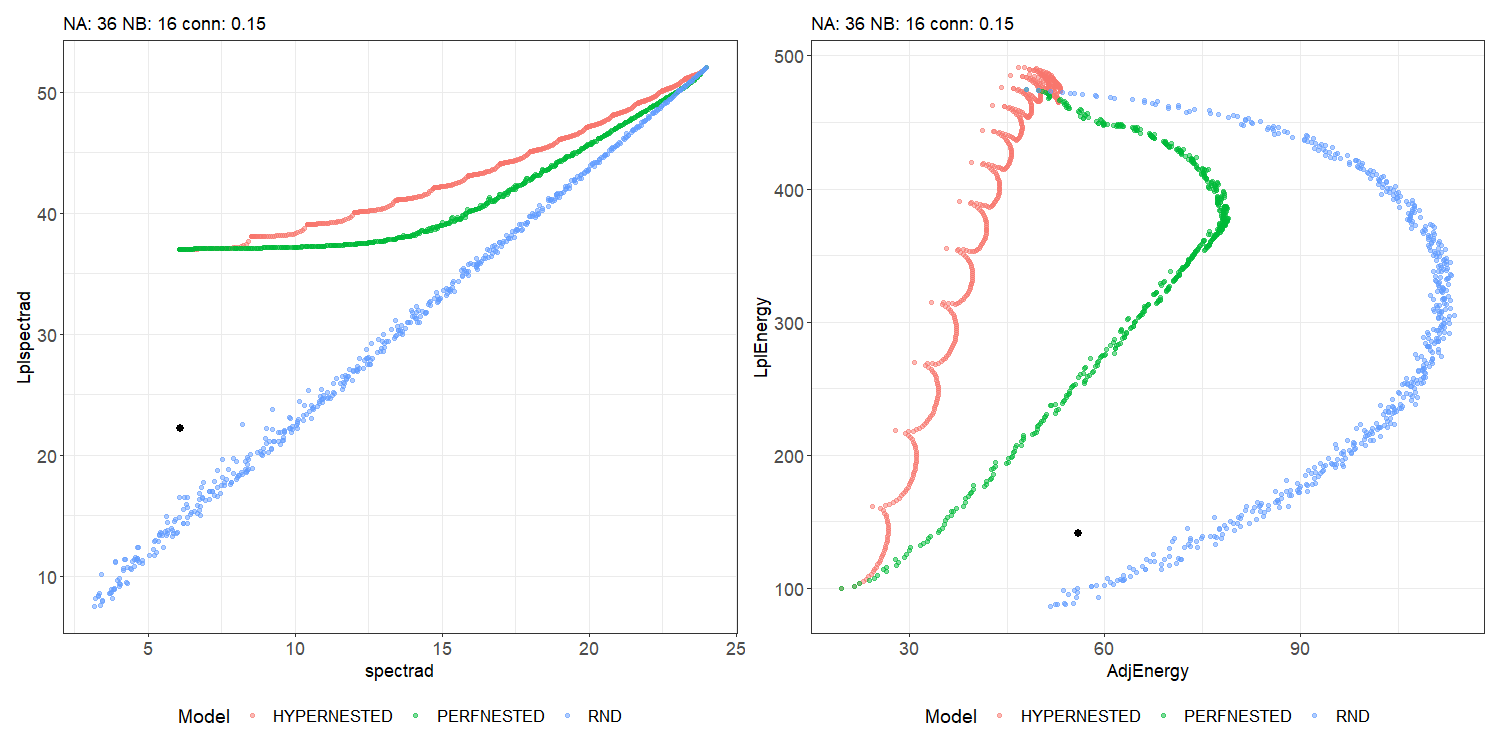 NA: 36 NB: 16 conn: 0.15
50
40
30
20
10
Lplspectrad
5
10
15
20
25
spectrad
Model
HYPERNESTED
PERFNESTED
RND
NA: 36 NB: 16 conn: 0.15
500
400
300
200
100
LplEnergy
30
60
90
AdjEnergy
Model
HYPERNESTED
PERFNESTED
RND